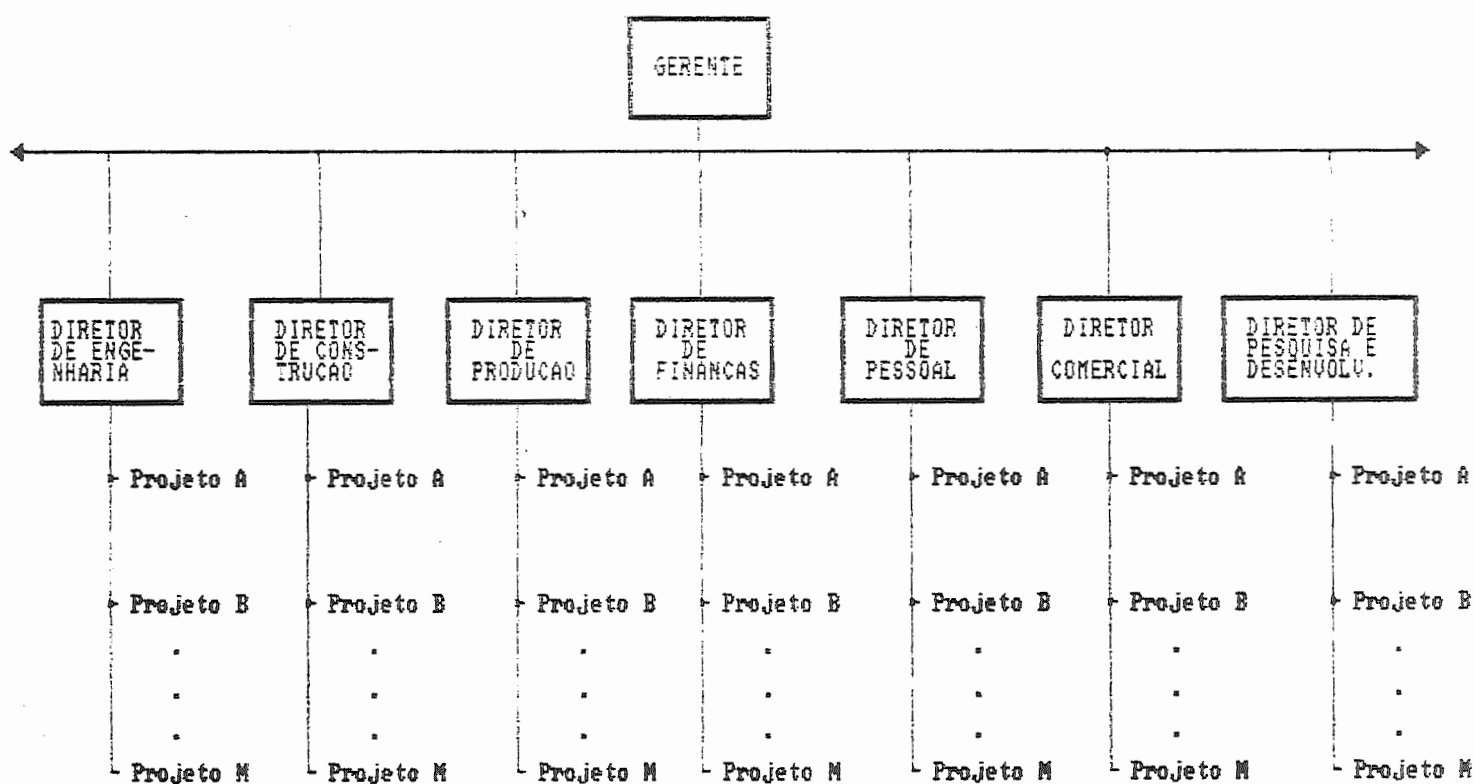 GERENTE
DIRETOR
DE ENGE-
NHARIA
DIRETOR
DE CONS-
TRUCAO
DIRETOR
DE
PRODUCAO
DIRETOR
DE
FINANCAS
DIRETOR
DE
PESSOAL
DIRETOR
COMERCIAL
DIRETOR DE
PESQUISA E
DESENVOLV.
Projeto A Projeto A Projeto A Projeto A Projeto A Projeto A Projeto A
Projeto B Projeto B Projeto B Projeto B Projeto B Projeto B Projeto B
. . . . . . .
. . . . . . .
. . . . . . .
Projeto M Projeto M Projeto M Projeto M Projeto M Projeto M Projeto M